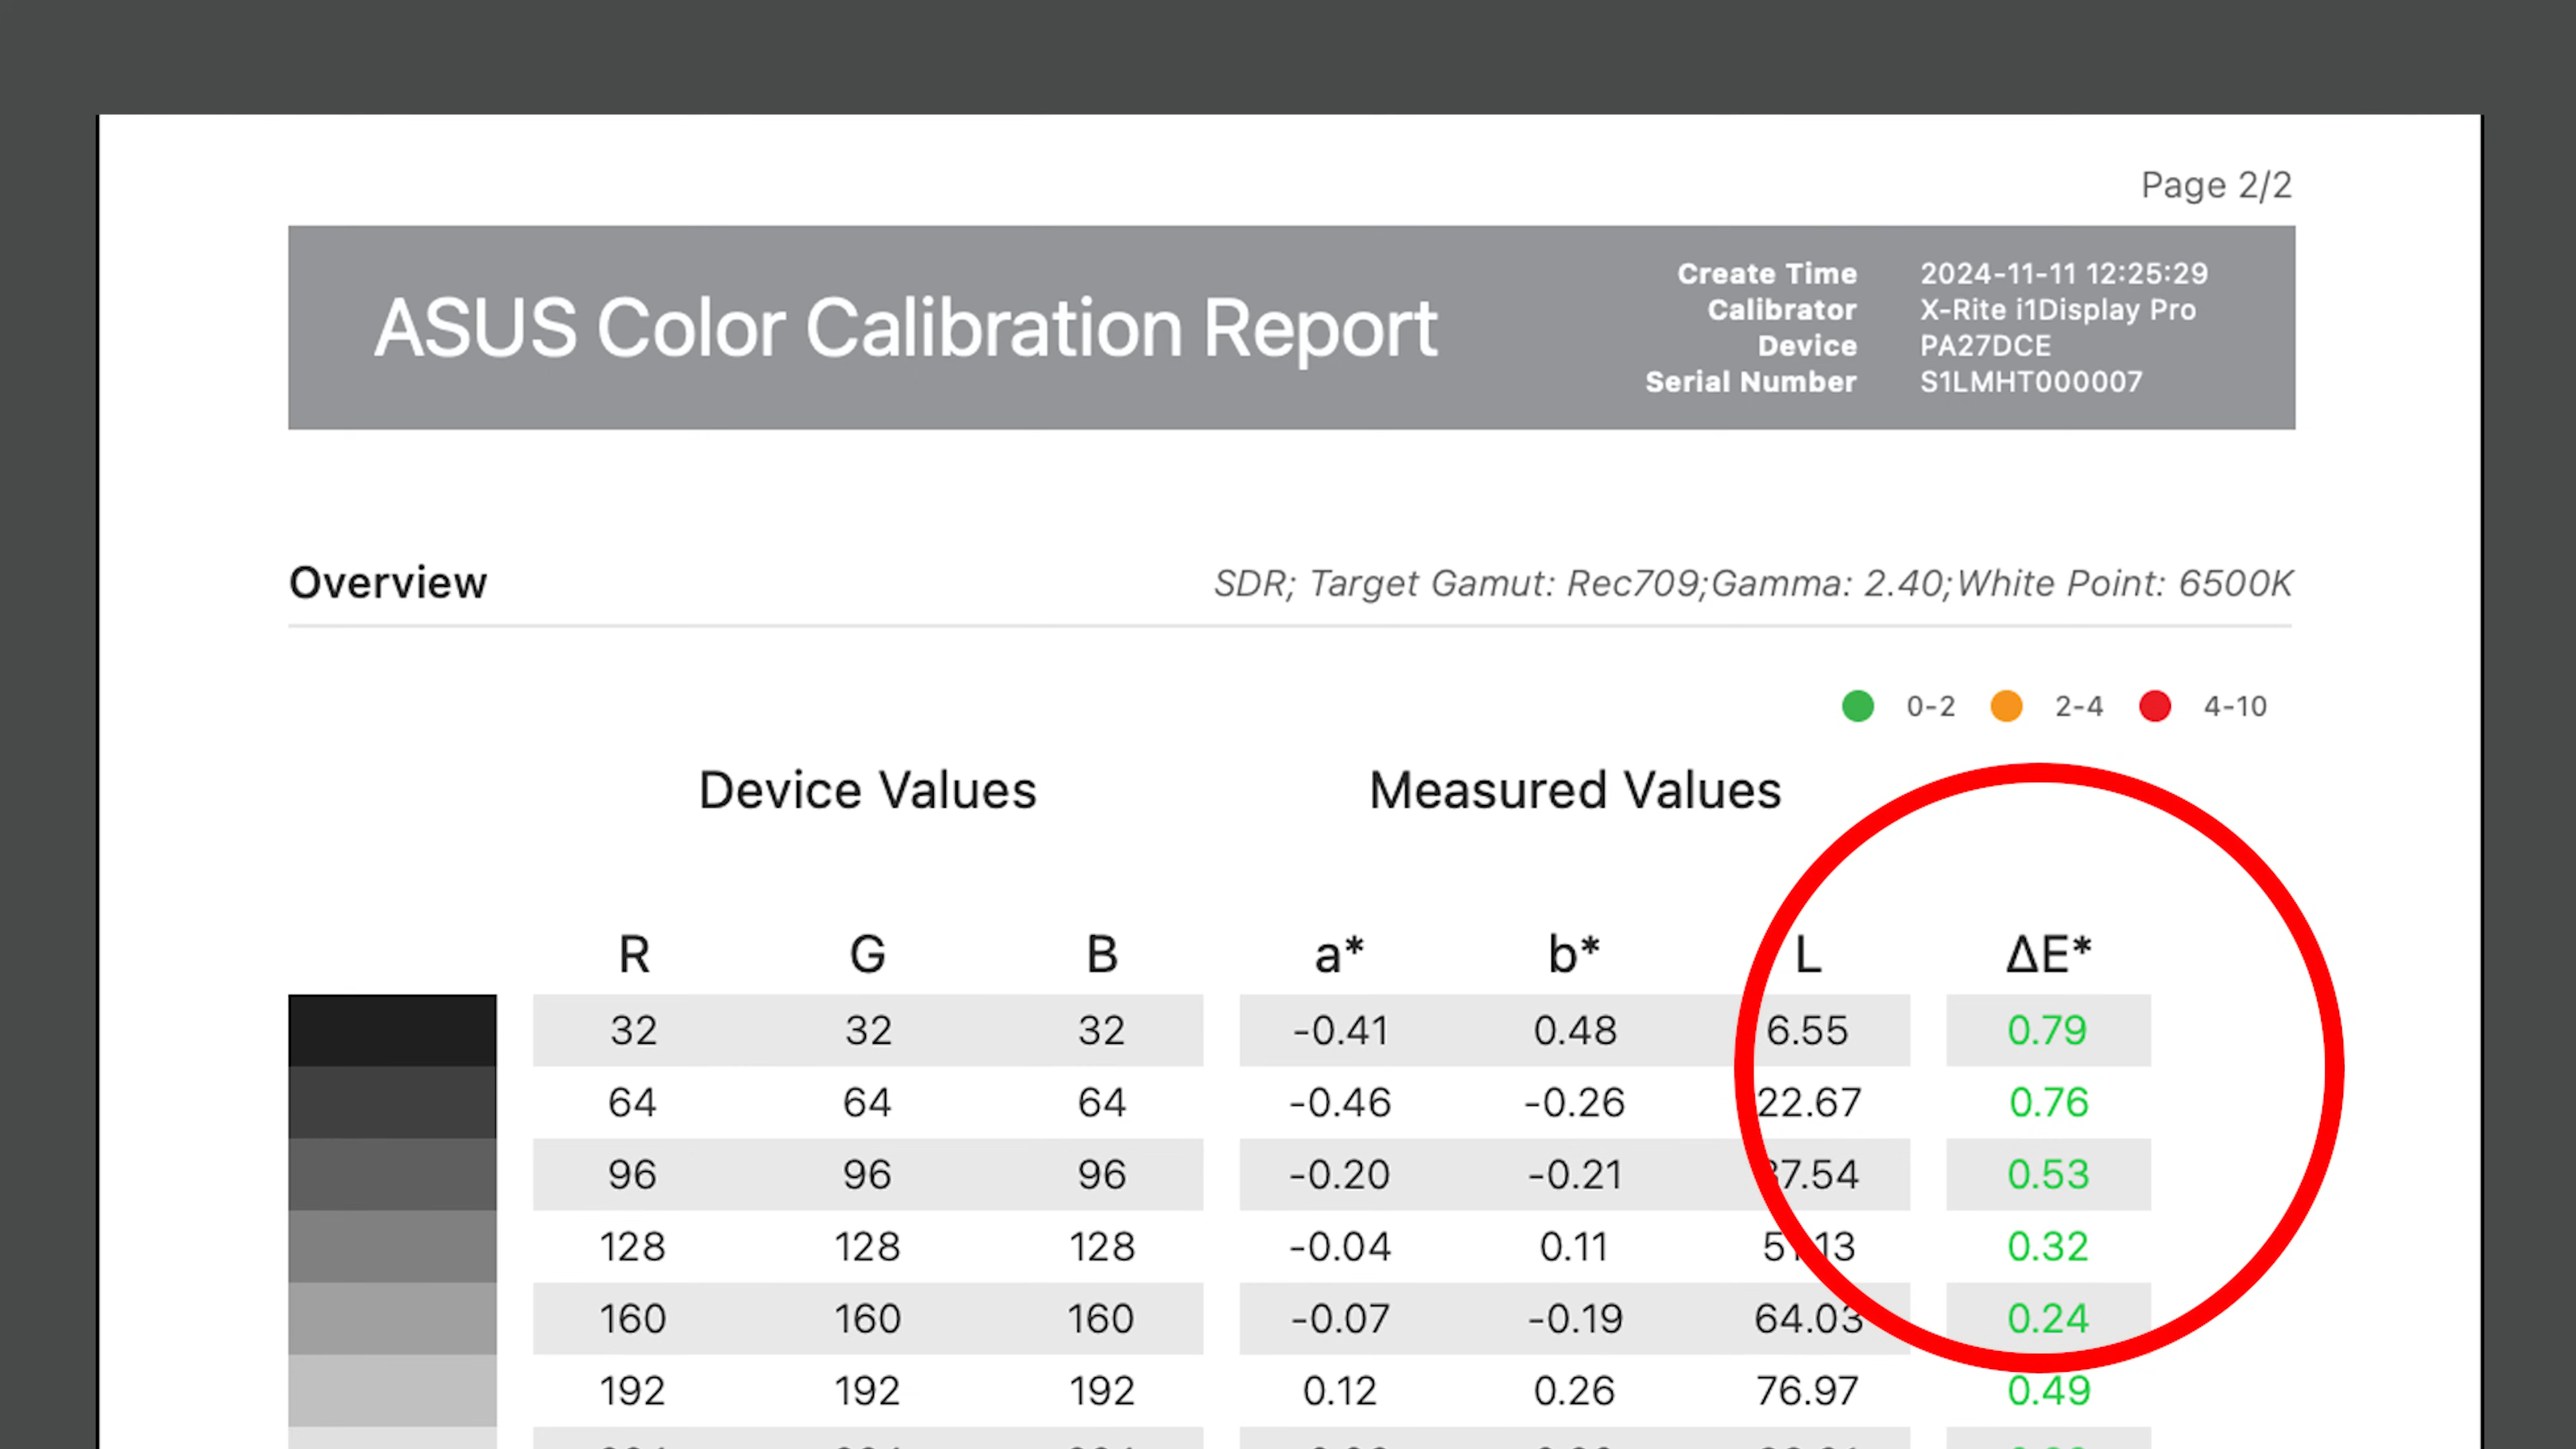 Page 2/2
ASUS Color Calibration Report
Create Time 2024-11-11 12:25:29
Calibrator X-Rite i1Display Pro
Device PA27DCE
Serial Number S1LMHT000007
Overview SDR; Target Gamut: Rec709;Gamma: 2.40;White Point: 6500K
0-2 2-4 4-10
Device Values Measured Values
R G B a* b* L ΔE*
32 32 32 -0.41 0.48 6.55 0.79
64 64 64 -0.46 -0.26 22.67 0.76
96 96 96 -0.20 -0.21 37.54 0.53
128 128 128 -0.04 0.11 51.13 0.32
160 160 160 -0.07 -0.19 64.03 0.24
192 192 192 0.12 0.26 76.97 0.49